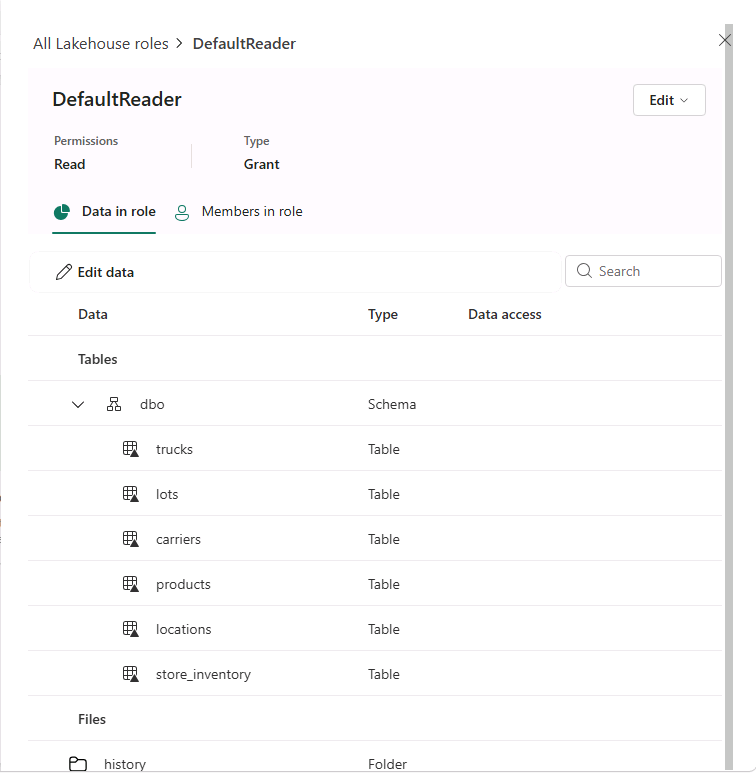 All Lakehouse roles > DefaultReader
DefaultReader
Edit
Permissions
Type
Read
Grant
Data in role
Members in role
Edit data
Search
Data Type Data access
Tables
dbo Schema
trucks Table
lots Table
carriers Table
products Table
locations Table
store_inventory Table
Files
history Folder